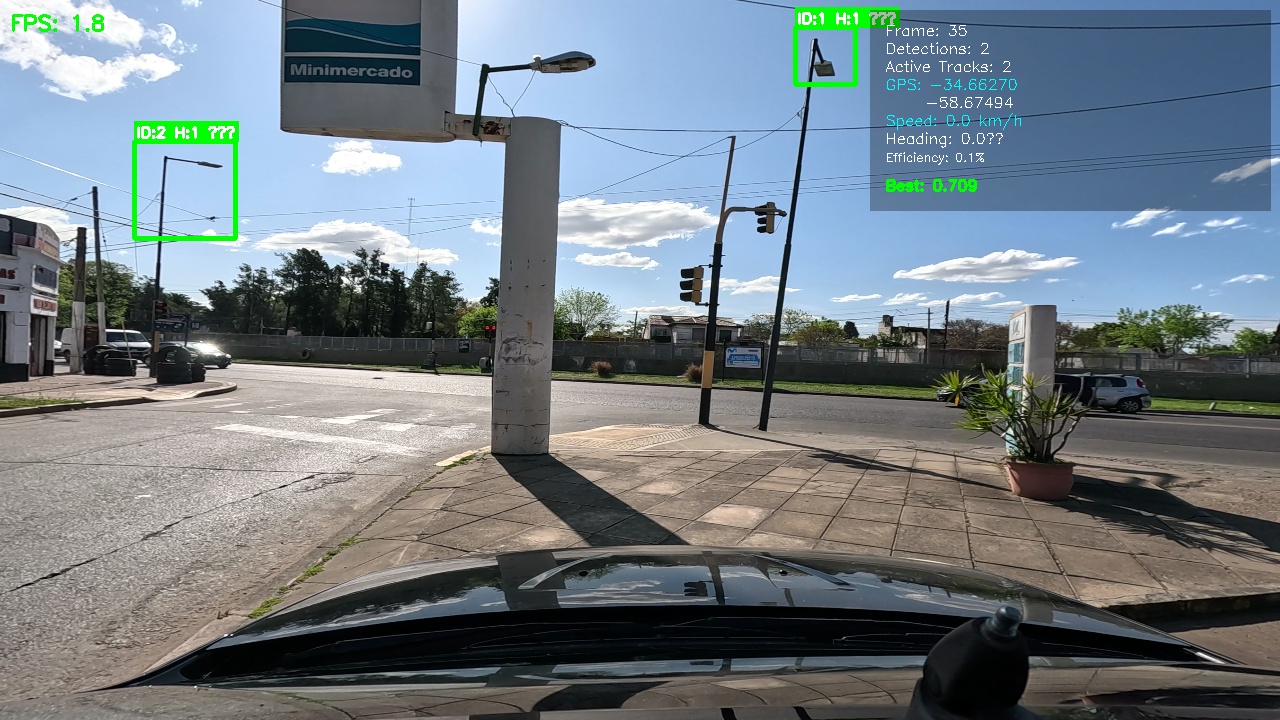 FPS: 1.8
Minimercado
ID:1 H:1 ???
Frame: 35
Detections: 2
Active Tracks: 2
GPS: -34.66270
-58.67494
Speed: 0.0 km/h
Heading: 0.0??
Efficiency: 0.1%
Best: 0.709
ID:2 H:1 ???